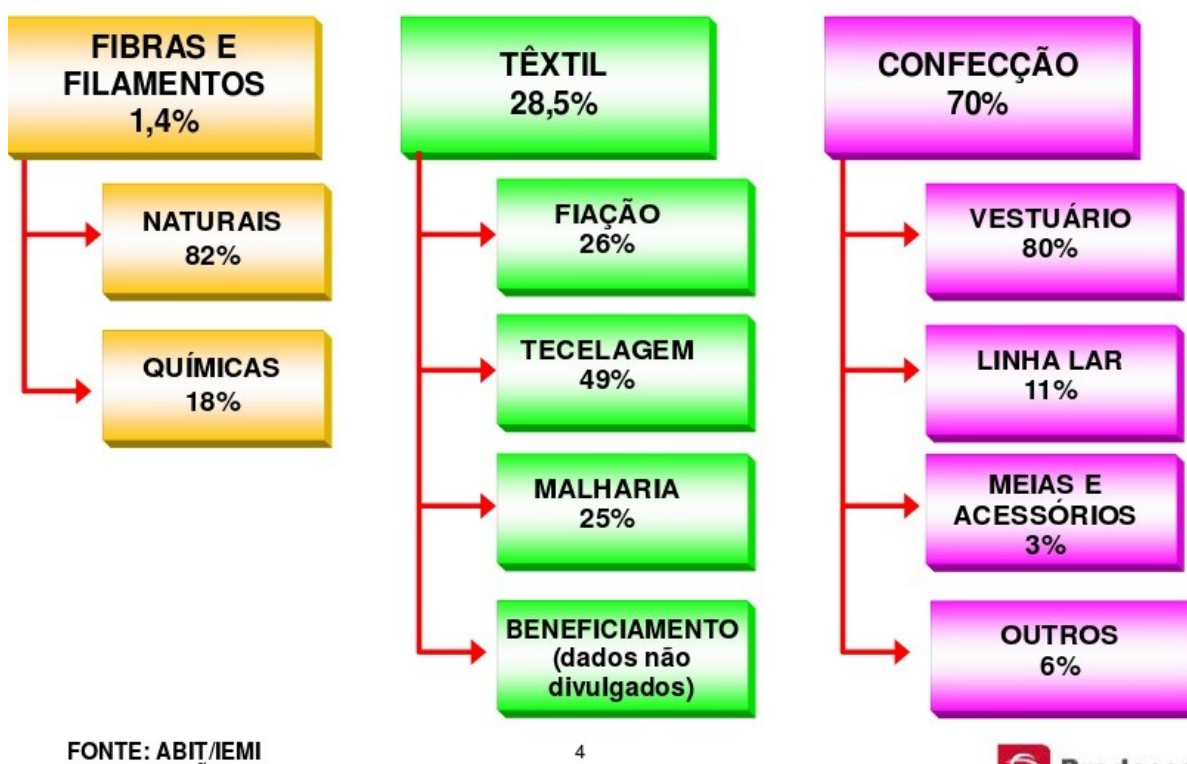 FIBRAS E
FILAMENTOS
1,4%
NATURAIS
82%
QUÍMICAS
18%
TÊXTIL
28,5%
FIAÇÃO
26%
TECELAGEM
49%
MALHARIA
25%
BENEFICIAMENTO
(dados não
divulgados)
CONFECÇÃO
70%
VESTUÁRIO
80%
LINHA LAR
11%
MEIAS E
ACESSÓRIOS
3%
OUTROS
6%
FONTE: ABIT/IEMI
4